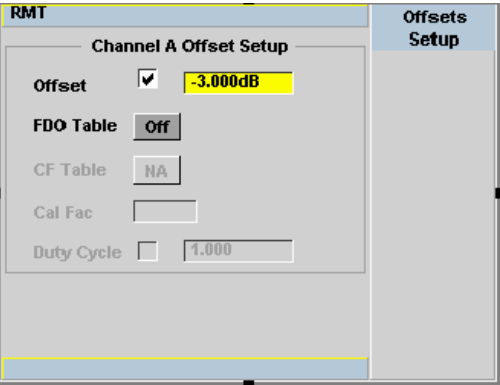 RMT
Offsets
Setup
Channel A Offset Setup
Offset -3.000dB
FDO Table Off
CF Table NA
Cal Fac
Duty Cycle 1.000